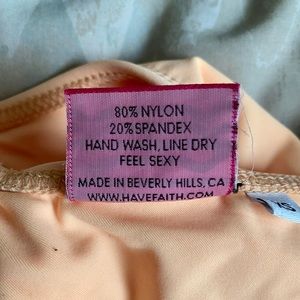 80% NYLON
20% SPANDEX
HAND WASH, LINE DRY
FEEL SEXY
MADE IN BEVERLY HILLS, CA
WWW.HAVEFAITH.COM